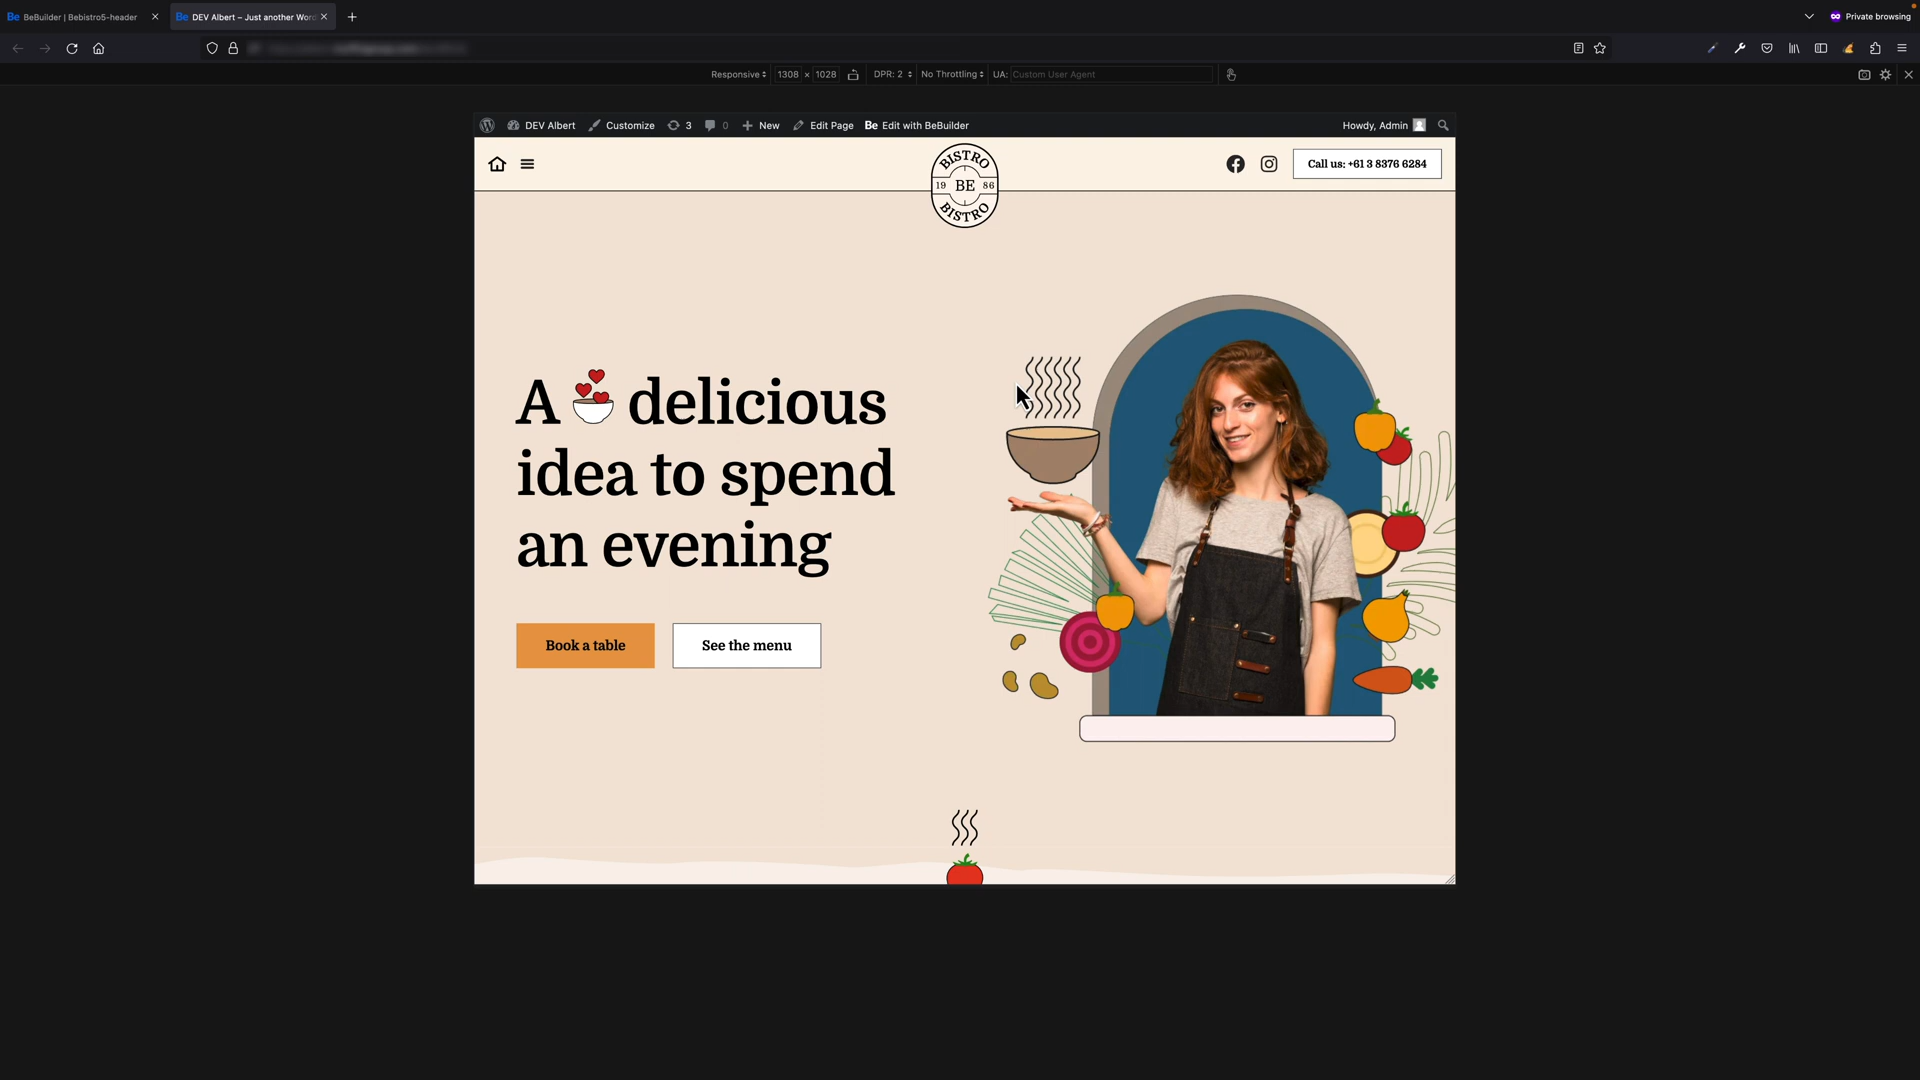 BeBuilder | Bebistro5-header
DEV Albert – Just another Wor
Private browsing
Responsive
1308 × 1028
DPR: 2
No Throttling
UA: Custom User Agent
DEV Albert
Customize
3
0
New
Edit Page
Be Edit with BeBuilder
Howdy, Admin
BISTRO
19 BE 86
BISTRO
Call us: +61 3 8376 6284
A delicious
idea to spend
an evening
Book a table
See the menu